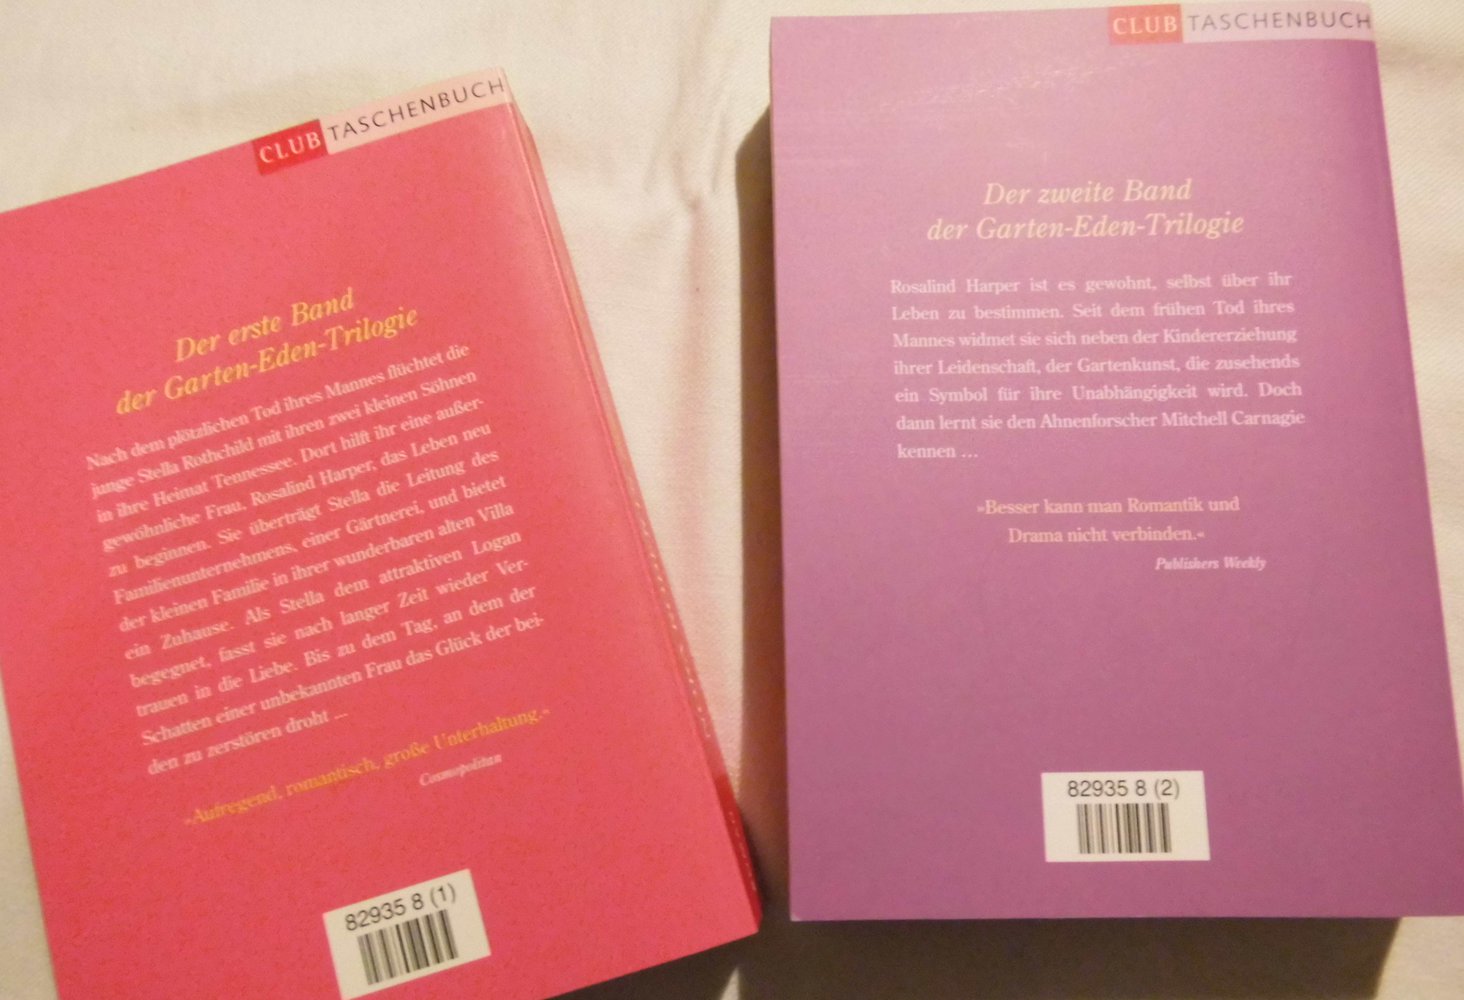 CLUB TASCHENBUCH
Der erste Band
der Garten-Eden-Trilogie
Nach dem plötzlichen Tod ihres Mannes flüchtet die
junge Stella Rothchild mit ihren zwei kleinen Söhnen
in ihre Heimat Tennessee. Dort hilft ihr eine außer-
gewöhnliche Frau, Rosalind Harper, das Leben neu
zu beginnen. Sie überträgt Stella die Leitung des
Familienunternehmens, einer Gärtnerei, und bietet
der kleinen Familie in ihrer wunderbaren alten Villa
ein Zuhause. Als Stella dem attraktiven Logan
begegnet, fasst sie nach langer Zeit wieder Ver-
trauen in die Liebe. Bis zu dem Tag, an dem der
Schatten einer unbekannten Frau das Glück der bei-
den zu zerstören droht ...
»Aufregend, romantisch, große Unterhaltung.«
Cosmopolitan
82935 8 (1)
CLUB TASCHENBUCH
Der zweite Band
der Garten-Eden-Trilogie
Rosalind Harper ist es gewohnt, selbst über ihr
Leben zu bestimmen. Seit dem frühen Tod ihres
Mannes widmet sie sich neben der Kindererziehung
ihrer Leidenschaft, der Gartenkunst, die zusehends
ein Symbol für ihre Unabhängigkeit wird. Doch
dann lernt sie den Ahnenforscher Mitchell Carnagie
kennen ...
»Besser kann man Romantik und
Drama nicht verbinden.«
Publishers Weekly
82935 8 (2)